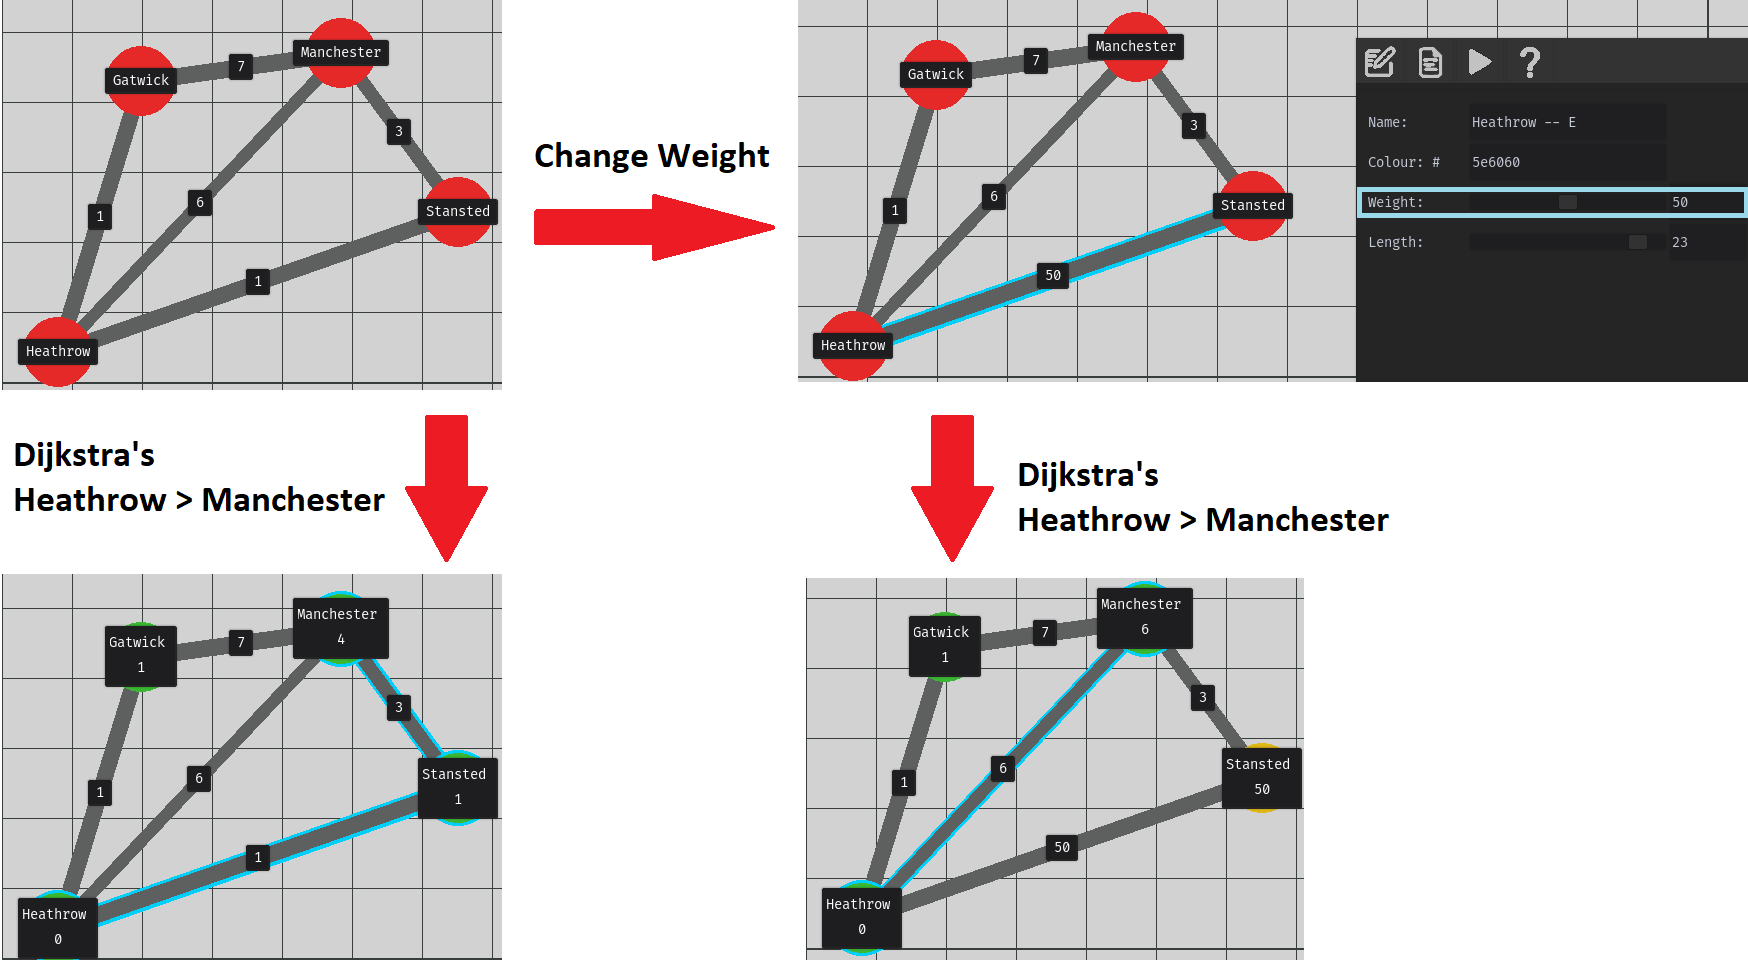 Manchester
7
Gatwick
3
1
6
Stansted
1
Heathrow
Change Weight
Manchester
7
Gatwick
3
6
1
Stansted
50
Heathrow
?
Name: Heathrow -- E
Colour: # 5e6060
Weight: 50
Length: 23
Dijkstra's
Heathrow > Manchester
Dijkstra's
Heathrow > Manchester
Manchester
4
7
Gatwick
1
3
6
1
Stansted
1
1
Heathrow
0
Manchester
6
7
Gatwick
1
3
6
1
Stansted
50
50
Heathrow
0